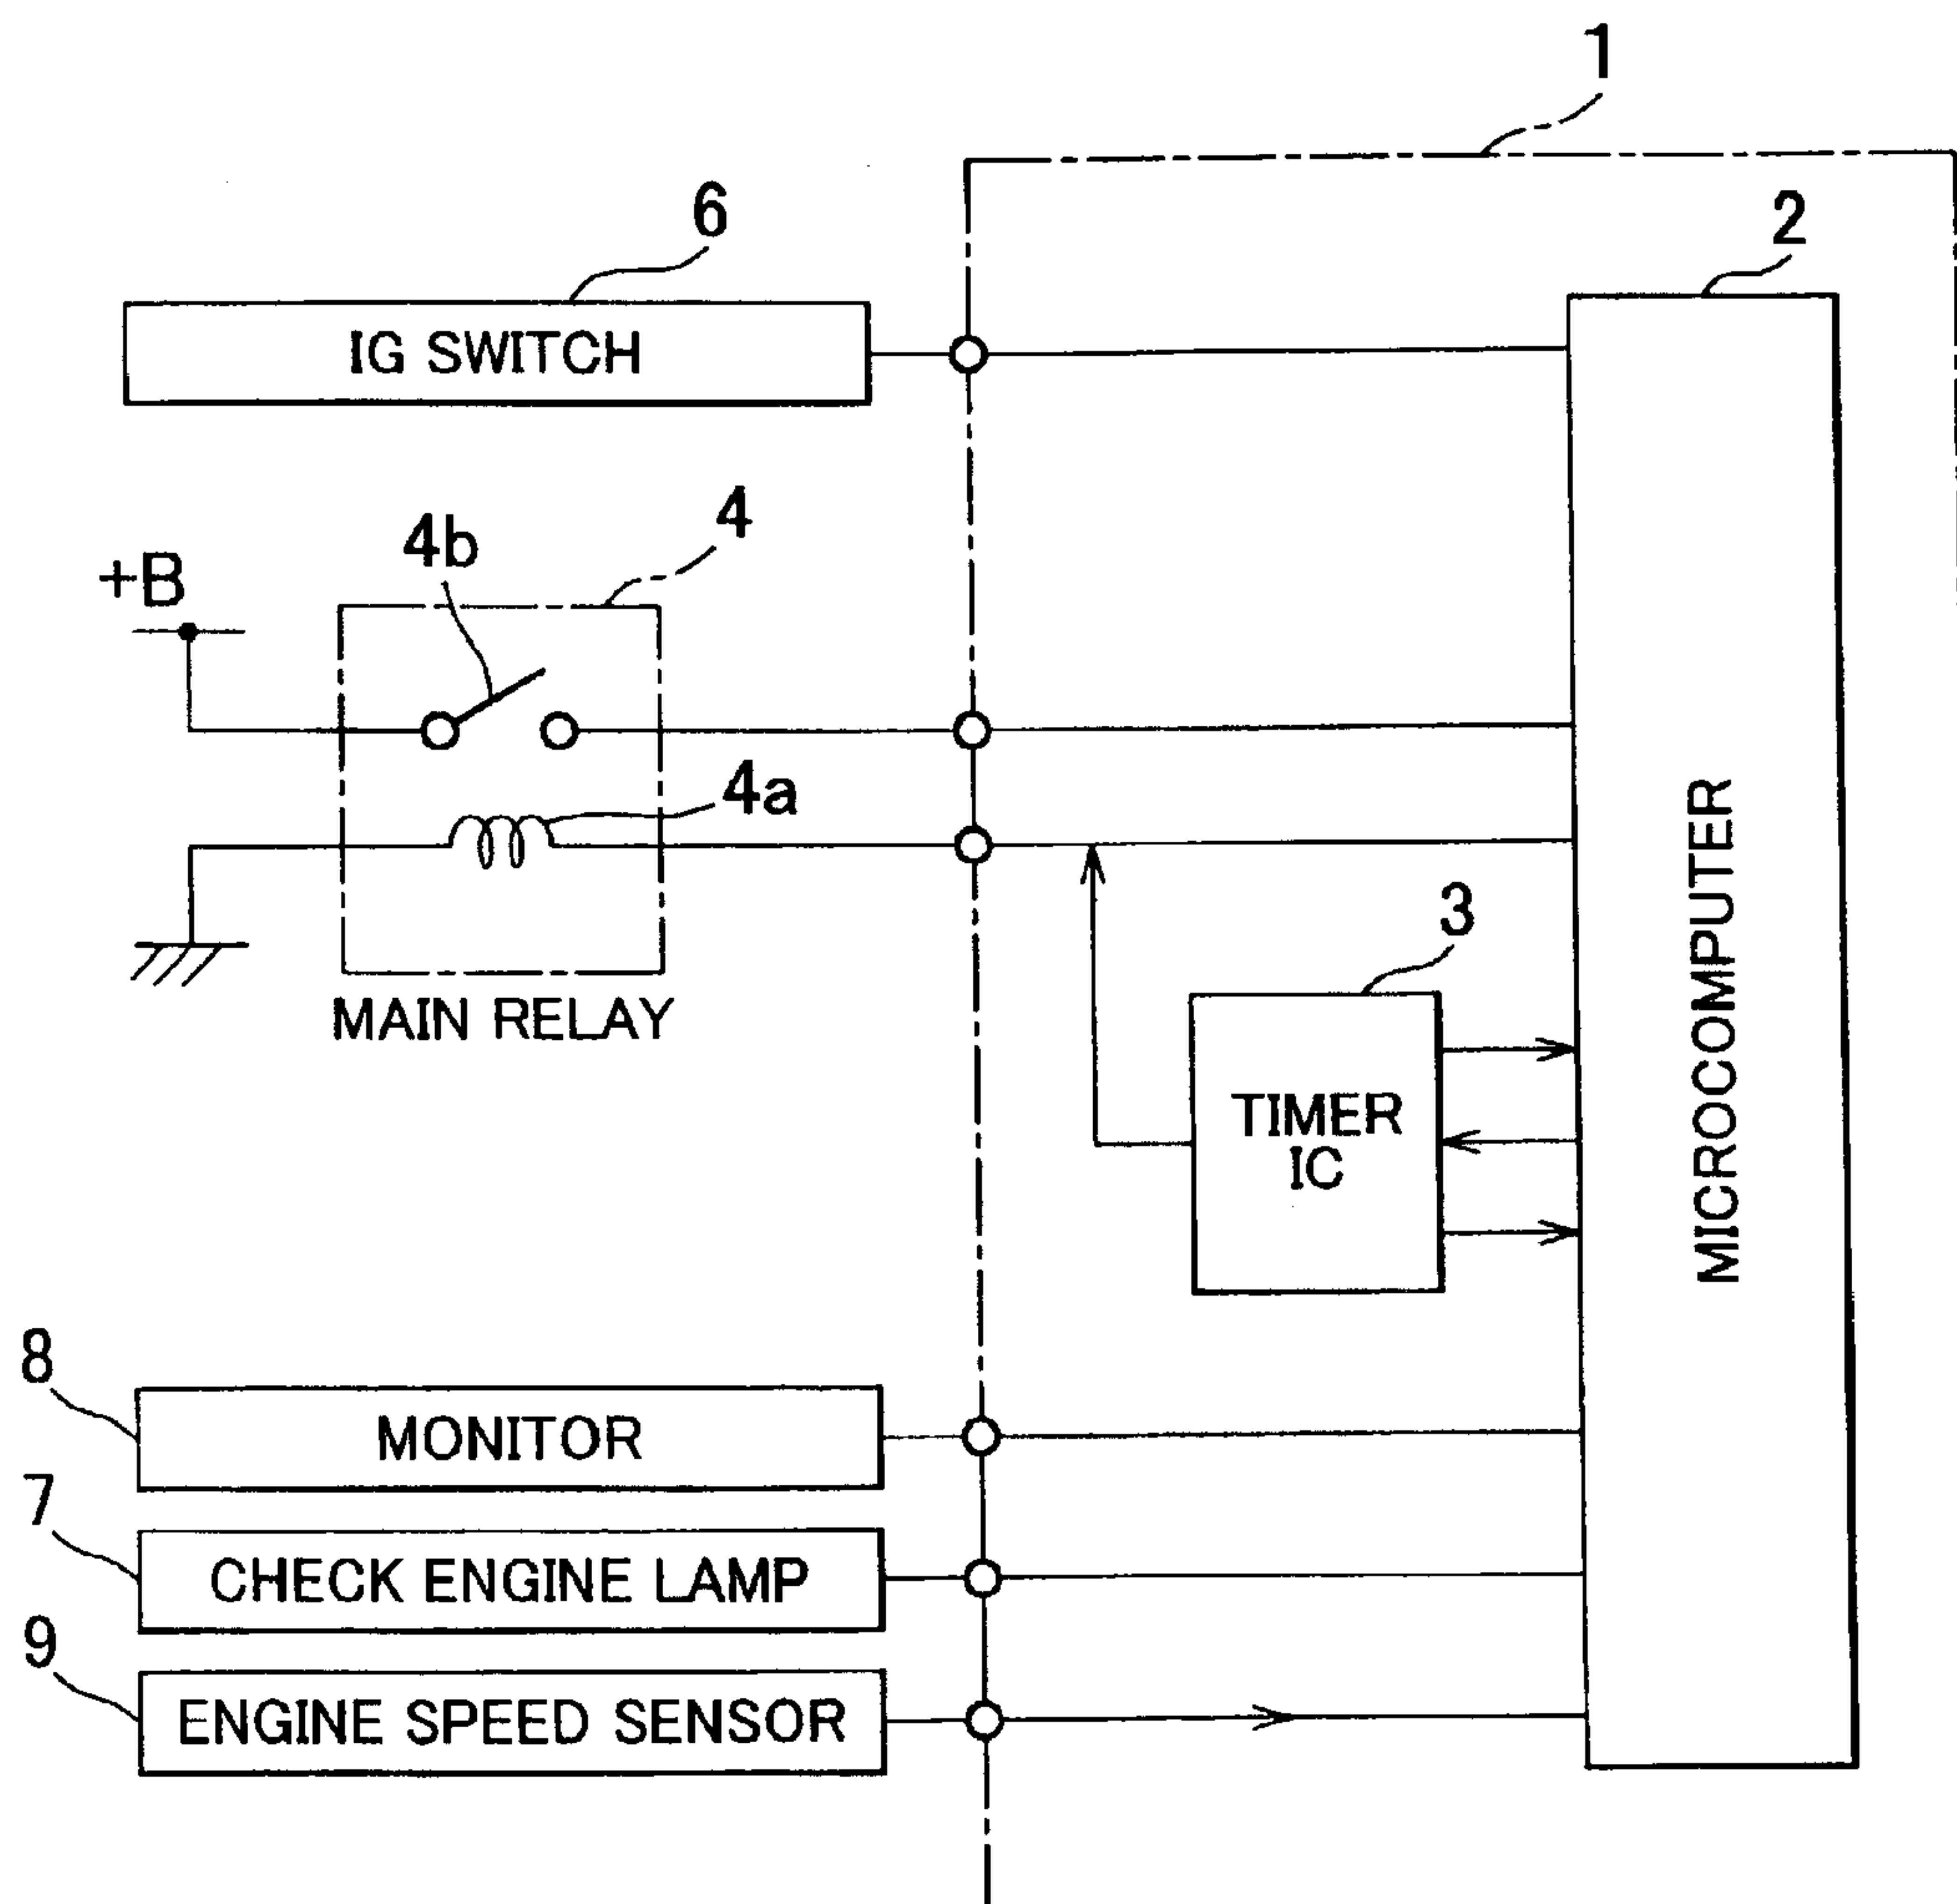 1
2
6
IG SWITCH
4
4b
+B
4a
MAIN RELAY
3
TIMER
IC
MICROCOMPUTER
8
MONITOR
7
CHECK ENGINE LAMP
9
ENGINE SPEED SENSOR